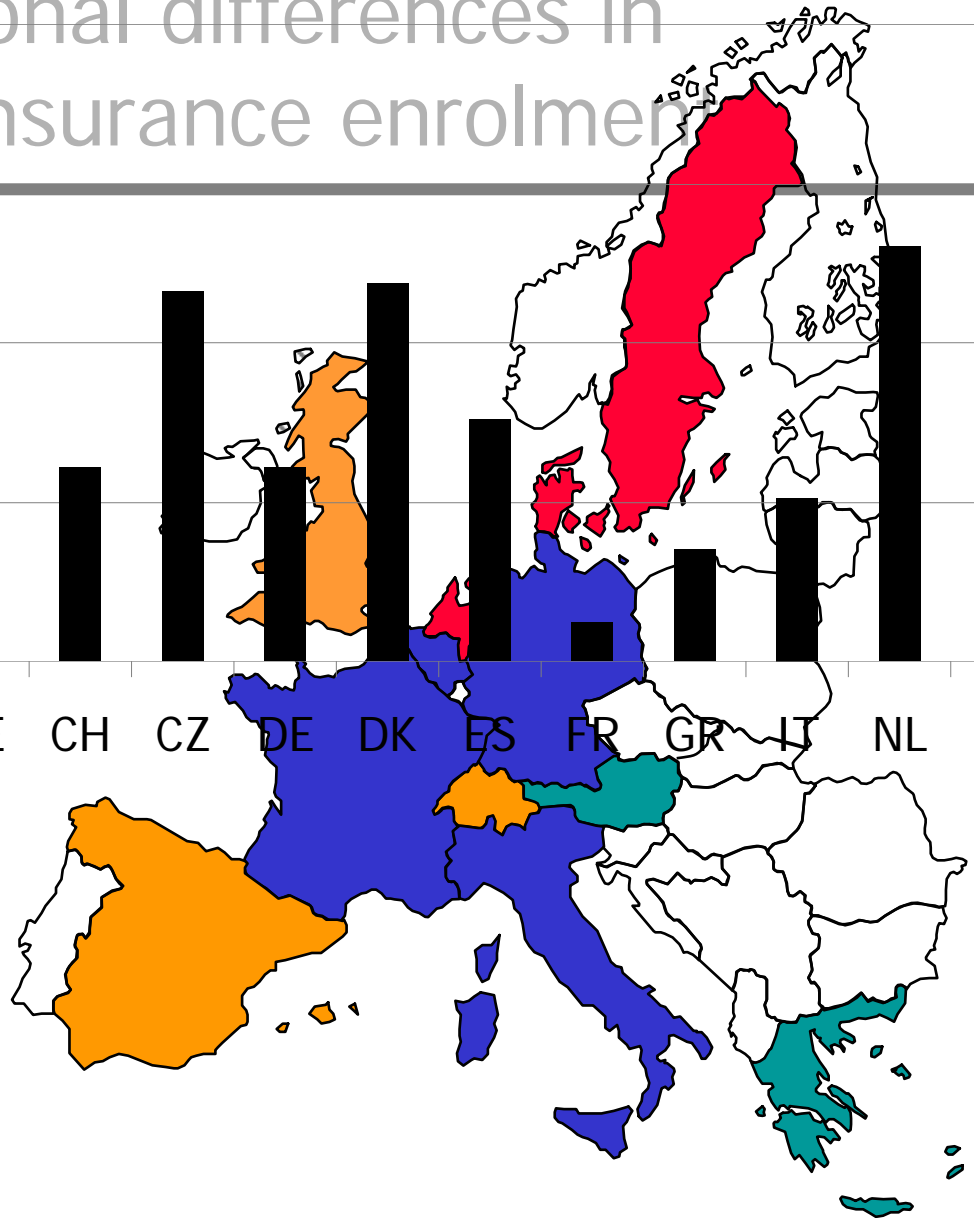 onal differences in
nsurance enrolment
CH CZ DE DK ES FR GR IT NL